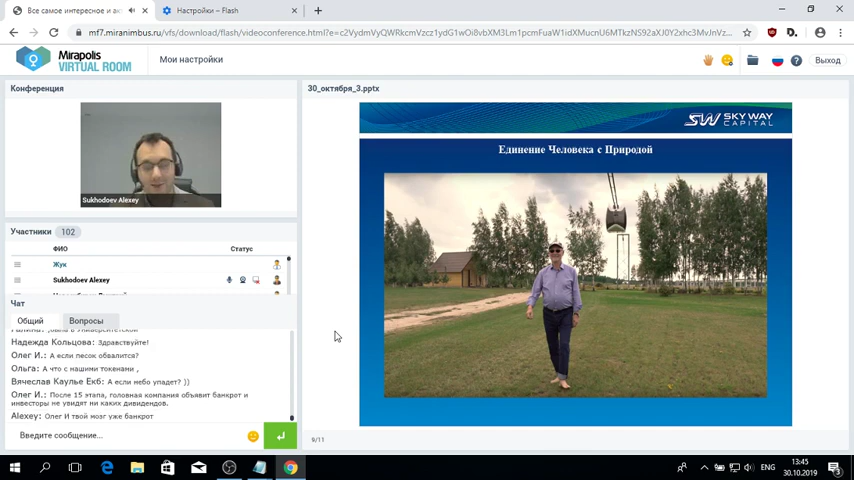 Все самое интересное и ак
Настройки – Flash
mf7.miranimbus.ru/vfs/download/flash/videoconference.html?
Mirapolis
VIRTUAL ROOM
Мои настройки
Выход
Конференция
Sukhodoev Alexey
Участники 102
ФИО Статус
Жук
Sukhodoev Alexey
Чат
Общий Вопросы
Надежда Кольцова: Здравствуйте!
Олег И.: А если песок обвалится?
Ольга: А что с нашими токенами ,
Вячеслав Каулье Екб: А если небо упадет? ))
Олег И.: После 15 этапа, головная компания объявит банкрот и
инвесторы не увидят ни каких дивидендов.
Alexey: Олег И твой мозг уже банкрот
Введите сообщение...
30_октября_3.pptx
SW SKY WAY
CAPITAL
Единение Человека с Природой
9/11
ENG
13:45
30.10.2019
3